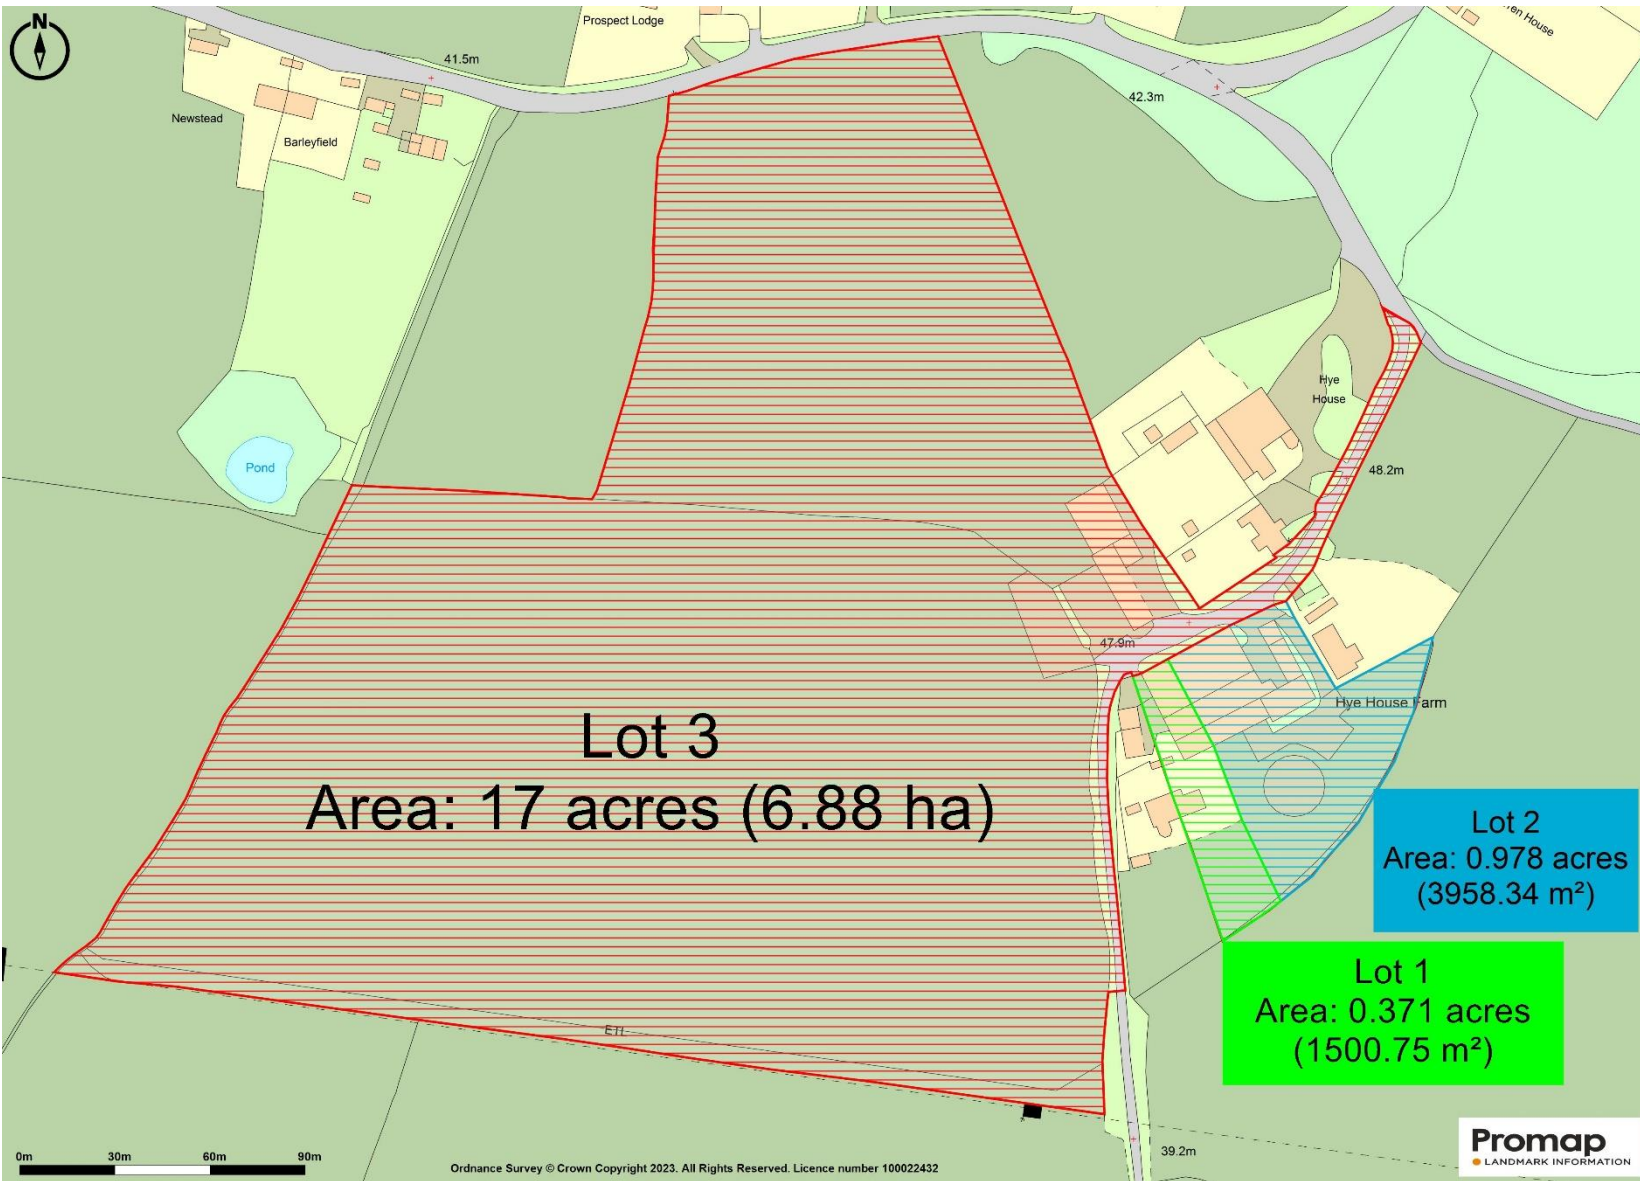 N
Prospect Lodge
41.5m
Newstead
Barleyfield
42.3m
House
Hye
House
Pond
48.2m
47.9m
Hye House Farm
Lot 3
Area: 17 acres (6.88 ha)
Lot 2
Area: 0.978 acres
(3958.34 m²)
Lot 1
Area: 0.371 acres
(1500.75 m²)
ETL
39.2m
0m 30m 60m 90m
Ordnance Survey © Crown Copyright 2023. All Rights Reserved. Licence number 100022432
Promap
LANDMARK INFORMATION